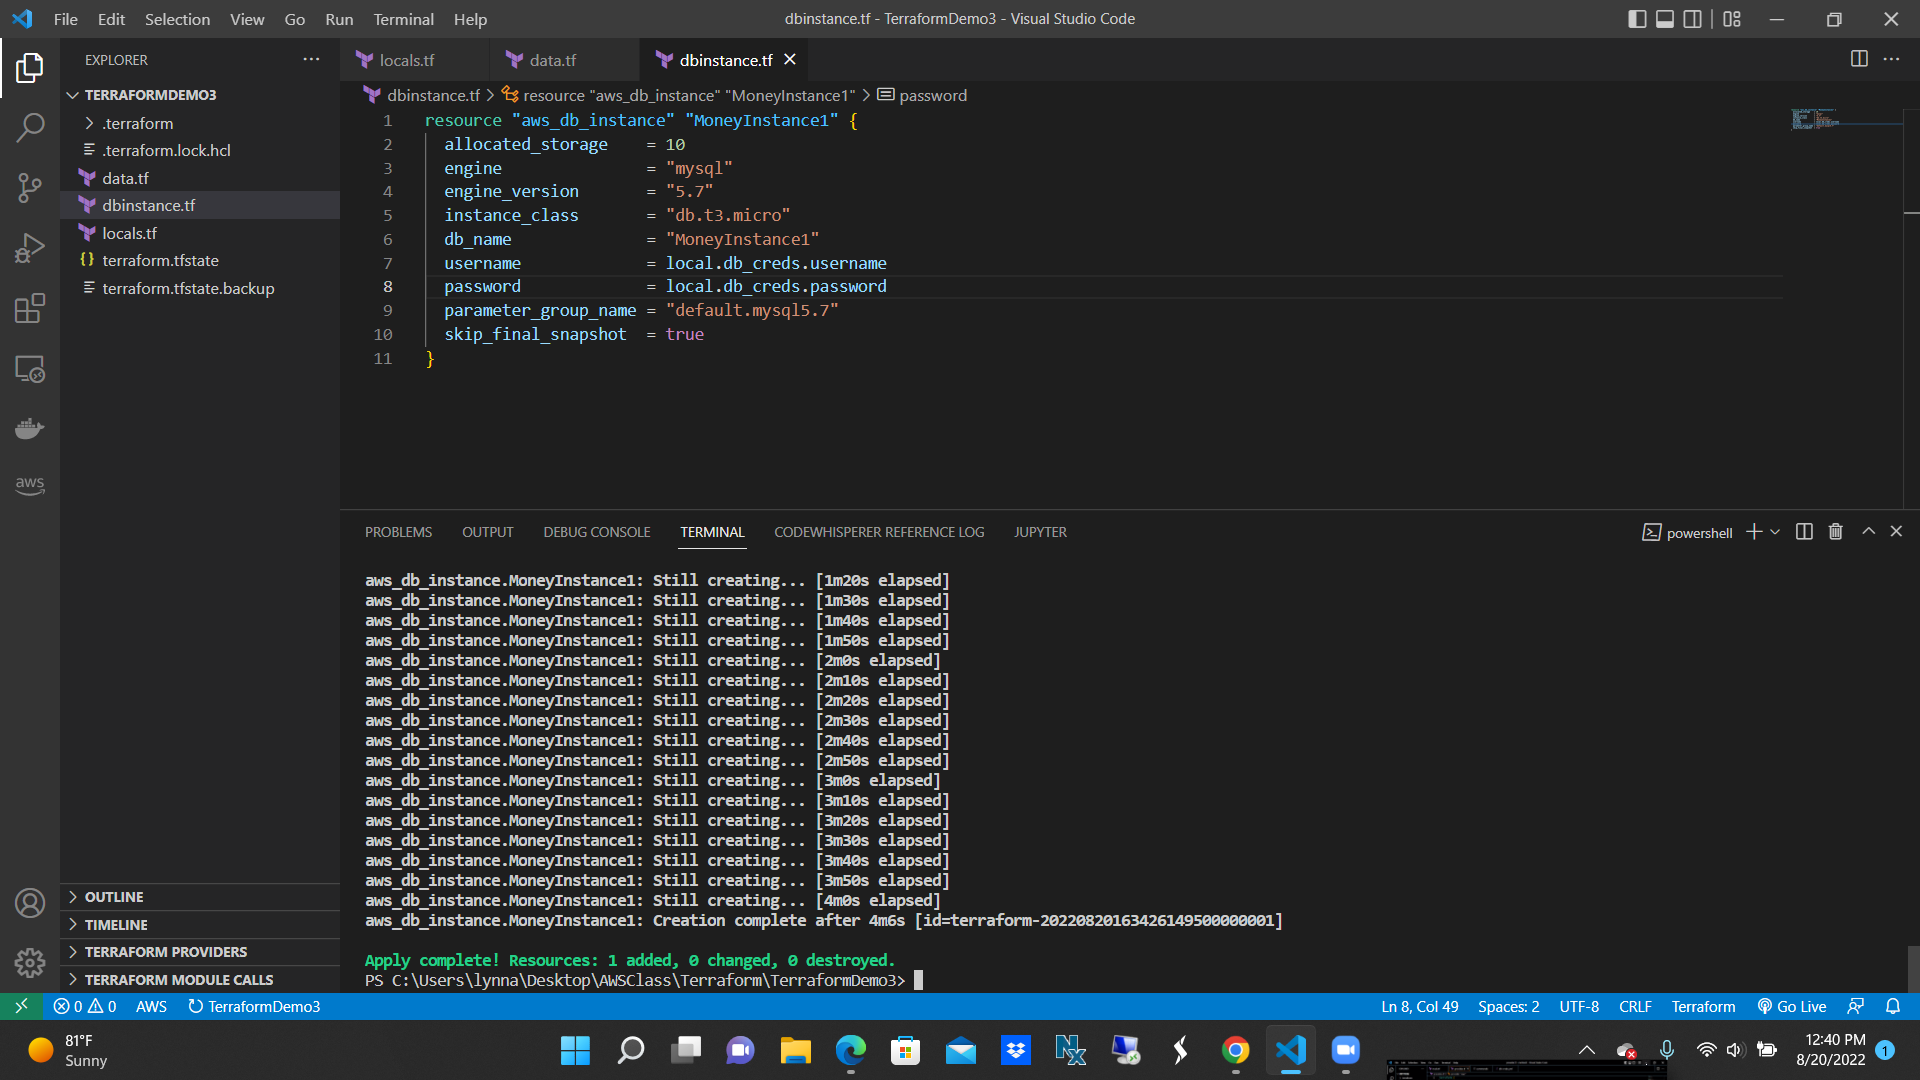 File Edit Selection View Go Run Terminal Help
dbinstance.tf - TerraformDemo3 - Visual Studio Code
EXPLORER
TERRAFORMDEMO3
.terraform
.terraform.lock.hcl
data.tf
dbinstance.tf
locals.tf
terraform.tfstate
terraform.tfstate.backup
aws
OUTLINE
TIMELINE
TERRAFORM PROVIDERS
TERRAFORM MODULE CALLS
locals.tf data.tf dbinstance.tf
dbinstance.tf > resource "aws_db_instance" "MoneyInstance1" > password
1 resource "aws_db_instance" "MoneyInstance1" {
2 allocated_storage = 10
3 engine = "mysql"
4 engine_version = "5.7"
5 instance_class = "db.t3.micro"
6 db_name = "MoneyInstance1"
7 username = local.db_creds.username
8 password = local.db_creds.password
9 parameter_group_name = "default.mysql5.7"
10 skip_final_snapshot = true
11 }
PROBLEMS OUTPUT DEBUG CONSOLE TERMINAL CODEWHISPERER REFERENCE LOG JUPYTER
powershell
aws_db_instance.MoneyInstance1: Still creating... [1m20s elapsed]
aws_db_instance.MoneyInstance1: Still creating... [1m30s elapsed]
aws_db_instance.MoneyInstance1: Still creating... [1m40s elapsed]
aws_db_instance.MoneyInstance1: Still creating... [1m50s elapsed]
aws_db_instance.MoneyInstance1: Still creating... [2m0s elapsed]
aws_db_instance.MoneyInstance1: Still creating... [2m10s elapsed]
aws_db_instance.MoneyInstance1: Still creating... [2m20s elapsed]
aws_db_instance.MoneyInstance1: Still creating... [2m30s elapsed]
aws_db_instance.MoneyInstance1: Still creating... [2m40s elapsed]
aws_db_instance.MoneyInstance1: Still creating... [2m50s elapsed]
aws_db_instance.MoneyInstance1: Still creating... [3m0s elapsed]
aws_db_instance.MoneyInstance1: Still creating... [3m10s elapsed]
aws_db_instance.MoneyInstance1: Still creating... [3m20s elapsed]
aws_db_instance.MoneyInstance1: Still creating... [3m30s elapsed]
aws_db_instance.MoneyInstance1: Still creating... [3m40s elapsed]
aws_db_instance.MoneyInstance1: Still creating... [3m50s elapsed]
aws_db_instance.MoneyInstance1: Still creating... [4m0s elapsed]
aws_db_instance.MoneyInstance1: Creation complete after 4m6s [id=terraform-20220820163426149500000001]
Apply complete! Resources: 1 added, 0 changed, 0 destroyed.
PS C:\Users\lynna\Desktop\AWSClass\Terraform\TerraformDemo3>
0 0 AWS TerraformDemo3
Ln 8, Col 49 Spaces: 2 UTF-8 CRLF Terraform Go Live
81°F
Sunny
12:40 PM
8/20/2022
1